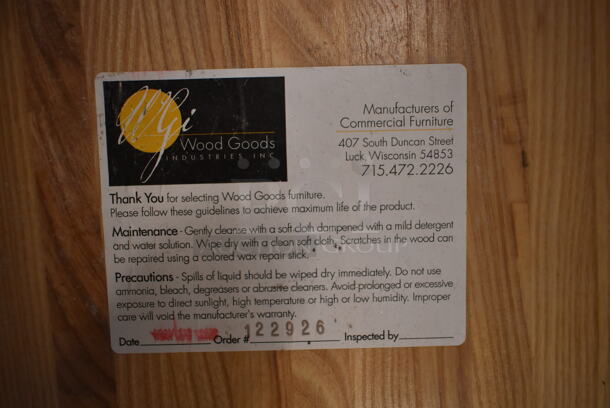 WGi
Wood Goods
INDUSTRIES INC
Manufacturers of
Commercial Furniture
407 South Duncan Street
Luck, Wisconsin 54853
715.472.2226
Thank You for selecting Wood Goods furniture.
Please follow these guidelines to achieve maximum life of the product.
Maintenance - Gently cleanse with a soft cloth dampened with a mild detergent
and water solution. Wipe dry with a clean soft cloth. Scratches in the wood can
be repaired using a colored wax repair stick.
Precautions - Spills of liquid should be wiped dry immediately. Do not use
ammonia, bleach, degreasers or abrasive cleaners. Avoid prolonged or excessive
exposure to direct sunlight, high temperature or high or low humidity. Improper
care will void the manufacturer's warranty.
Date Order # 122926 Inspected by